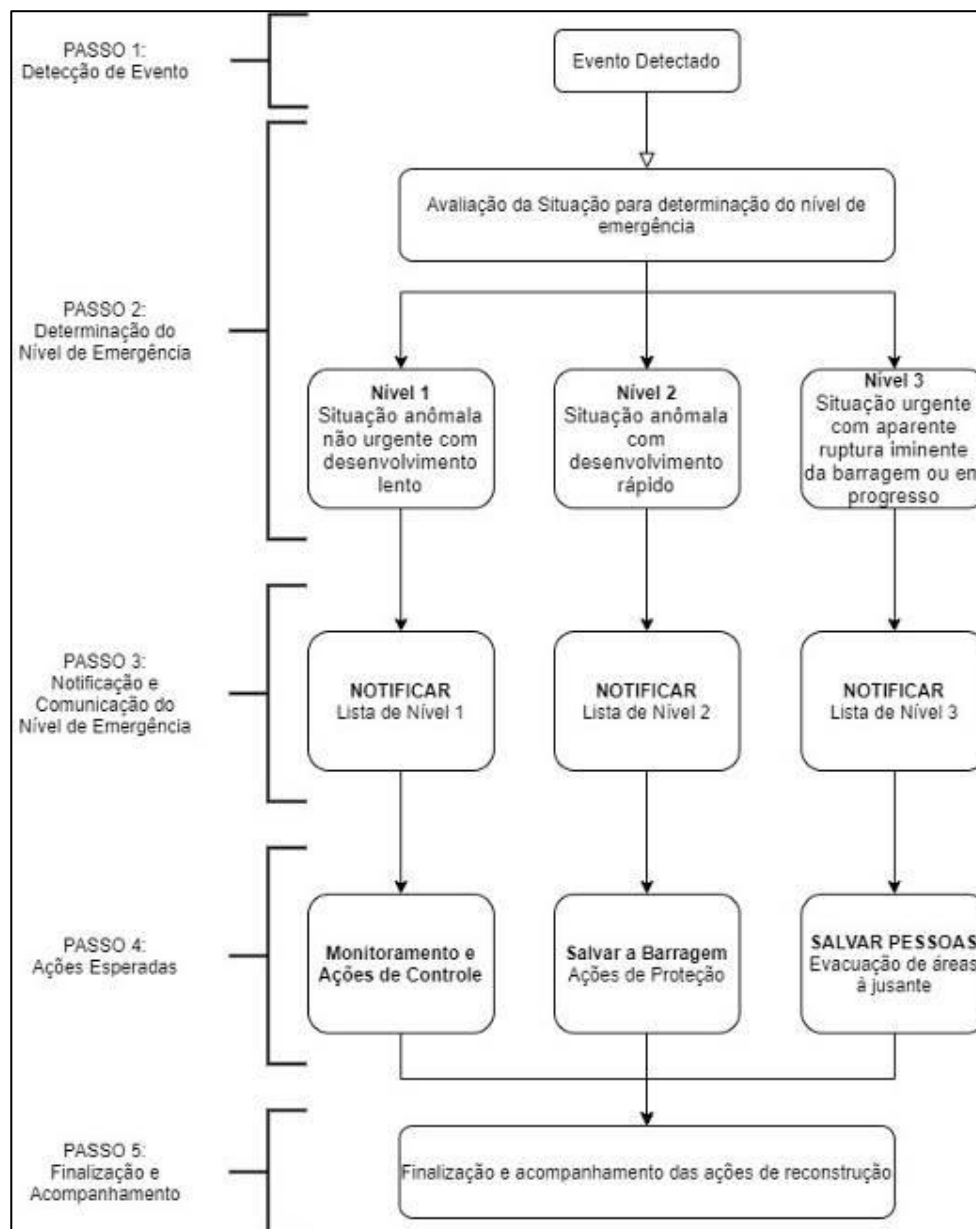 PASSO 1:
Detecção de Evento
Evento Detectado
PASSO 2:
Determinação do
Nível de Emergência
Avaliação da Situação para determinação do nível de
emergência
Nível 1
Situação anômala
não urgente com
desenvolvimento
lento
Nível 2
Situação anômala
com
desenvolvimento
rápido
Nível 3
Situação urgente
com aparente
ruptura iminente
da barragem ou en
progresso
PASSO 3:
Notificação e
Comunicação do
Nível de Emergência
NOTIFICAR
Lista de Nível 1
NOTIFICAR
Lista de Nível 2
NOTIFICAR
Lista de Nível 3
PASSO 4:
Ações Esperadas
Monitoramento e
Ações de Controle
Salvar a Barragem
Ações de Proteção
SALVAR PESSOAS
Evacuação de áreas
à jusante
PASSO 5:
Finalização e
Acompanhamento
Finalização e acompanhamento das ações de reconstrução